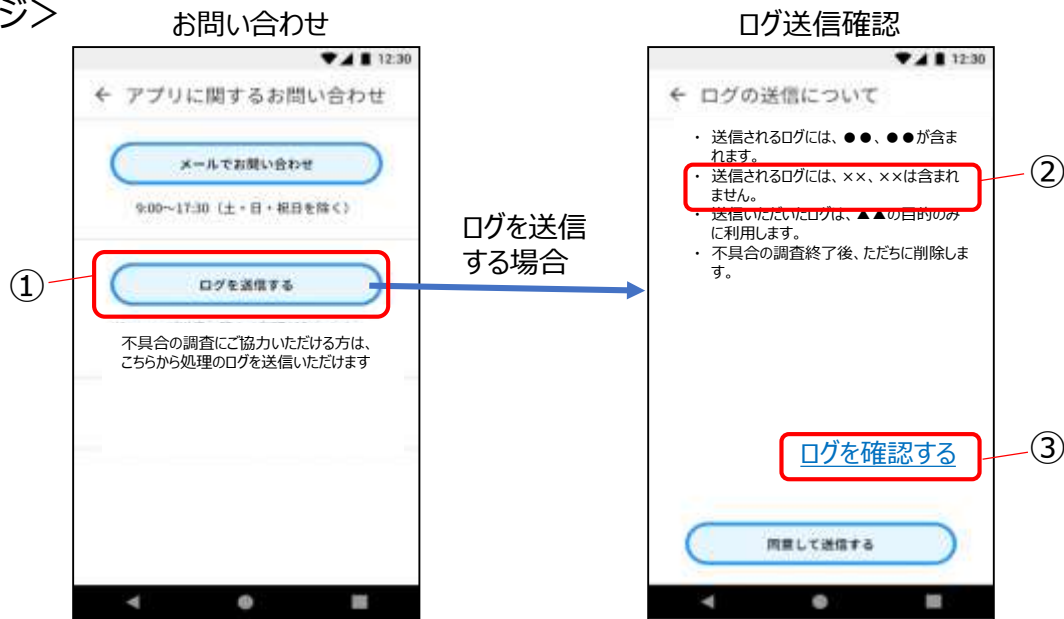 ジ＞
お問い合わせ
12:30
← アプリに関するお問い合わせ
メールでお問い合わせ
9:00～17:30（土・日・祝日を除く）
①
ログを送信する
不具合の調査にご協力いただける方は、
こちらから処理のログを送信いただけます
ログを送信
する場合
ログ送信確認
12:30
← ログの送信について
・ 送信されるログには、●●、●●が含ま
れます。
・ 送信されるログには、××、××は含まれ
ません。
②
・ 送信いただいたログは、▲▲の目的のみ
に利用します。
・ 不具合の調査終了後、ただちに削除しま
す。
ログを確認する
③
同意して送信する